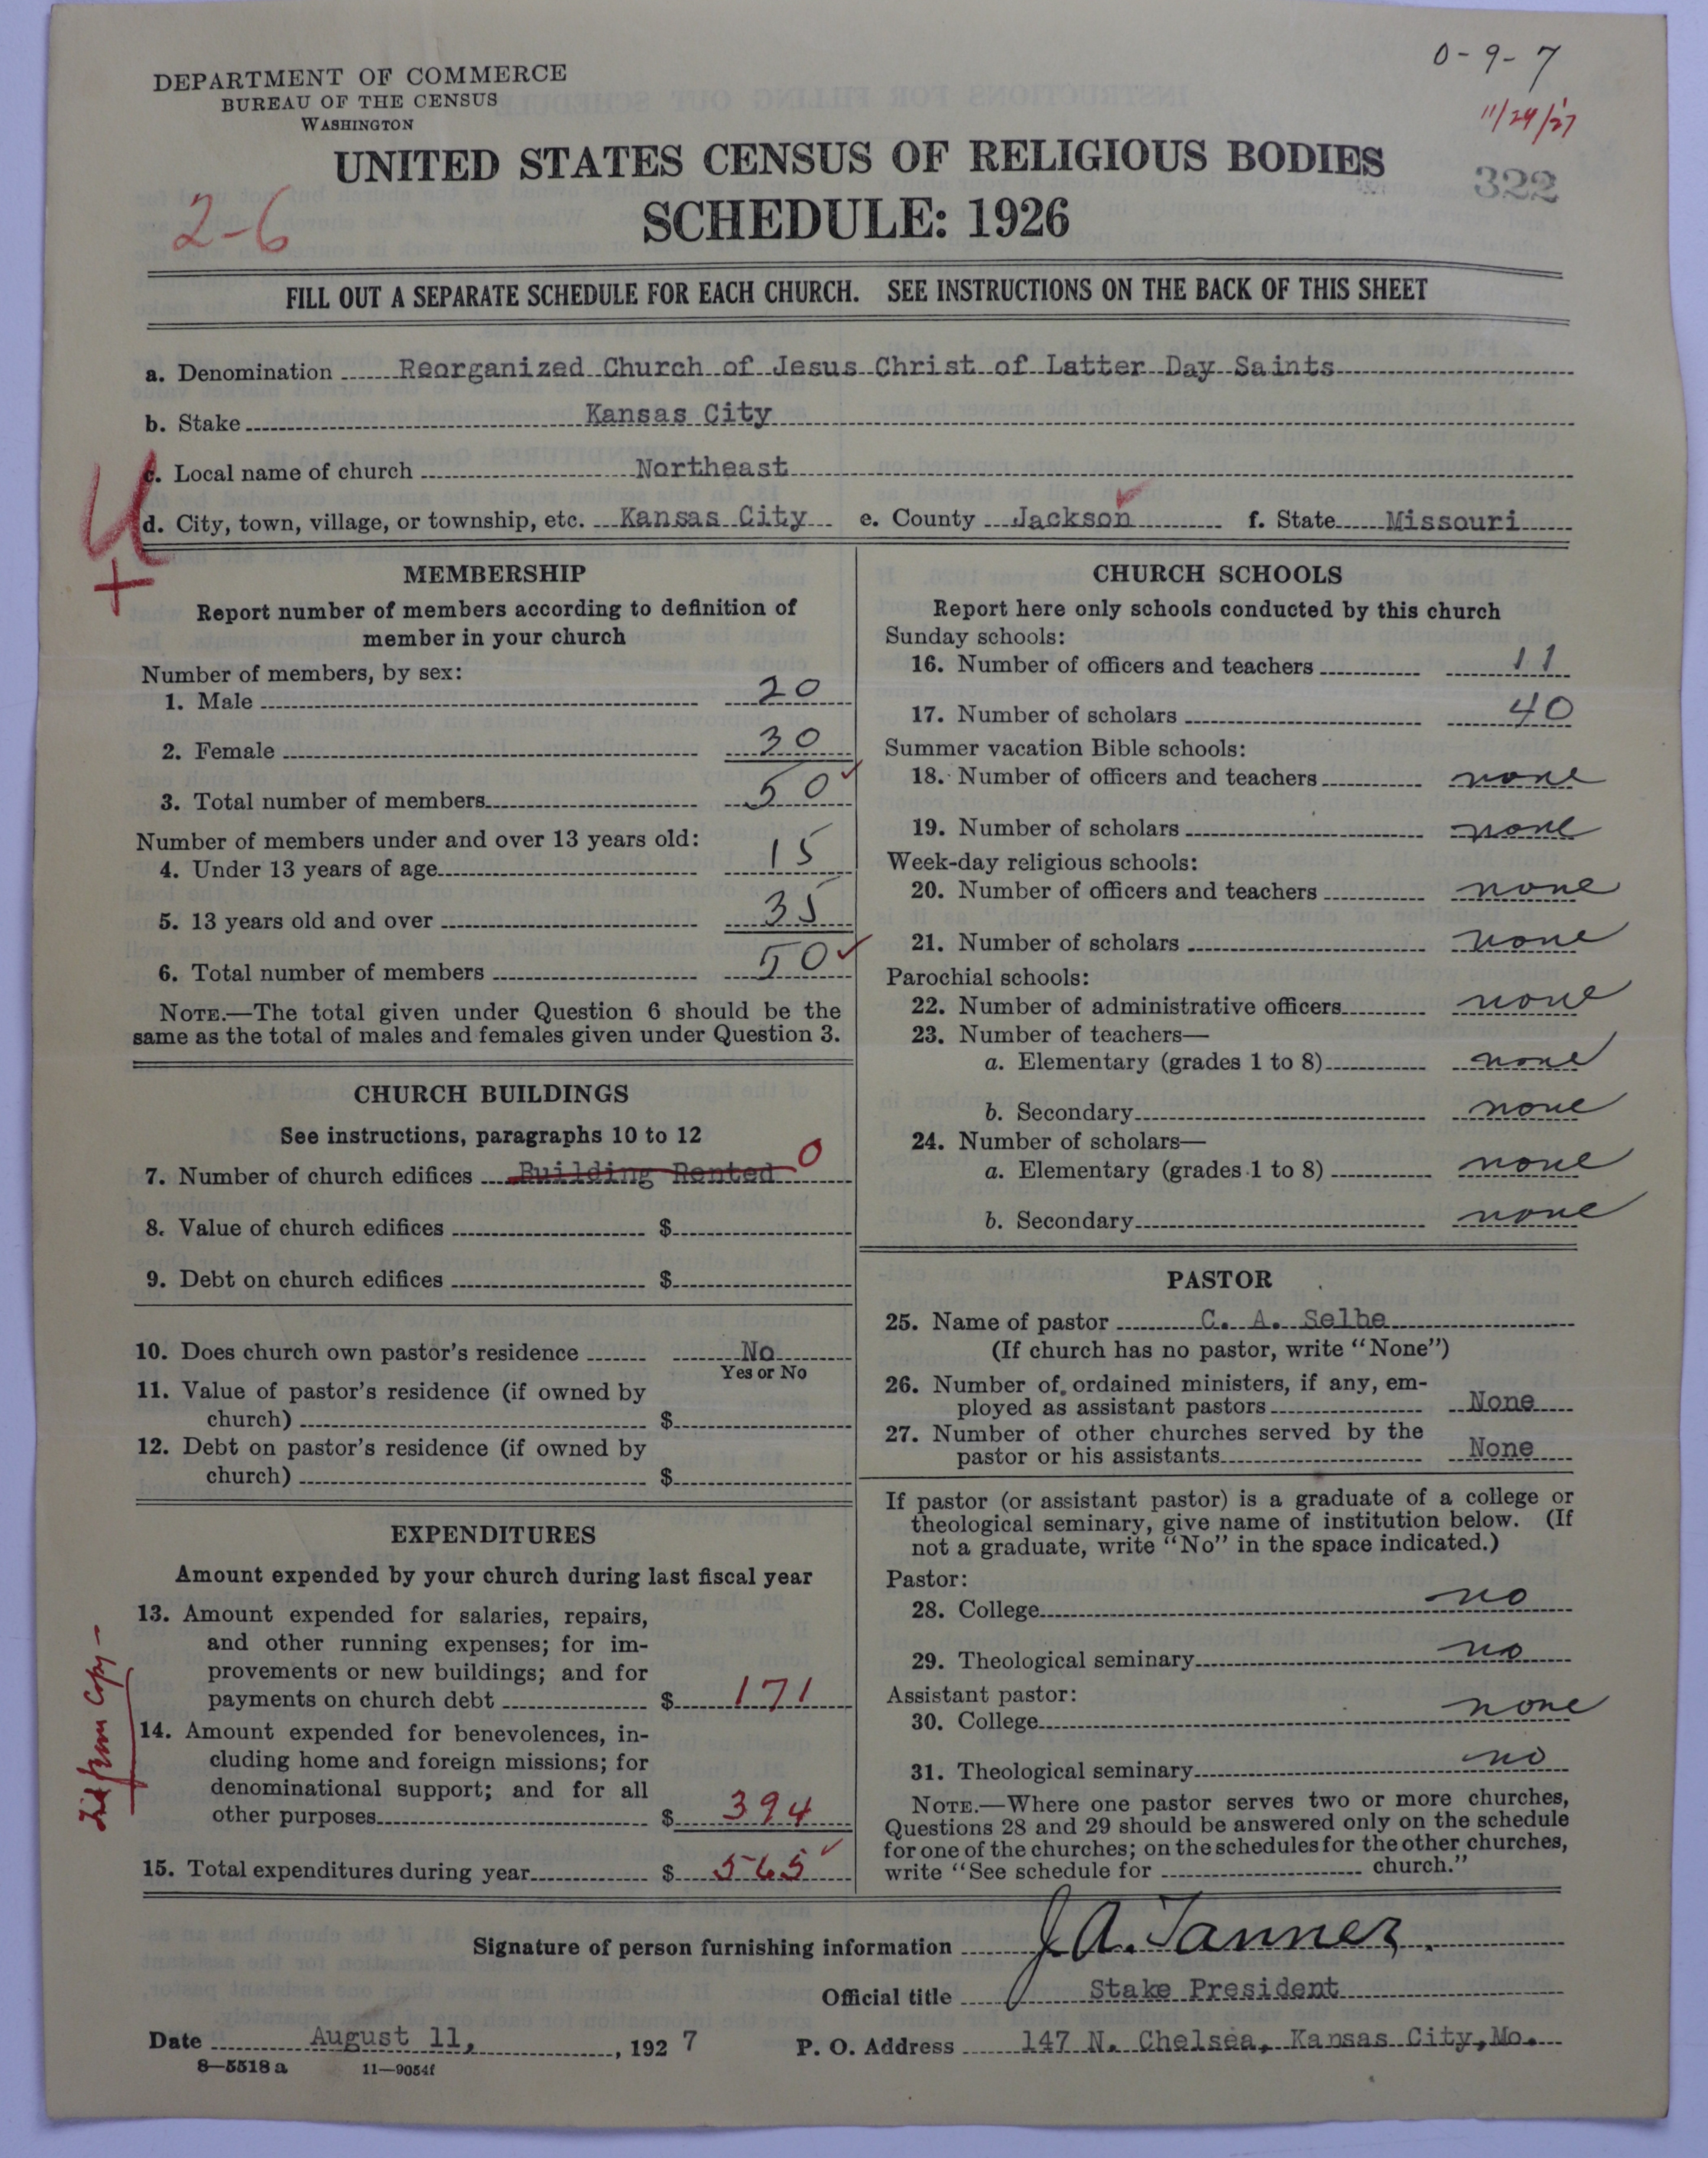 0-9-7
11/29/27
DEPARTMENT OF COMMERCE
BUREAU OF THE CENSUS
WASHINGTON
322
UNITED STATES CENSUS OF RELIGIOUS BODIES
2-6
SCHEDULE: 1926
FILL OUT A SEPARATE SCHEDULE FOR EACH CHURCH. SEE INSTRUCTIONS ON THE BACK OF THIS SHEET
a. Denomination Reorganized Church of Jesus Christ of Latter Day Saints
b. Stake Kansas City
c. Local name of church Northeast
d. City, town, village, or township, etc. Kansas City e. County Jackson f. State Missouri
MEMBERSHIP
Report number of members according to definition of
member in your church
Number of members, by sex:
1. Male 20
2. Female 30
3. Total number of members 50
Number of members under and over 13 years old:
4. Under 13 years of age 15
5. 13 years old and over 35
6. Total number of members 50
NOTE.—The total given under Question 6 should be the
same as the total of males and females given under Question 3.
CHURCH BUILDINGS
See instructions, paragraphs 10 to 12
7. Number of church edifices Building Rented 0
8. Value of church edifices $
9. Debt on church edifices $
10. Does church own pastor's residence No
Yes or No
11. Value of pastor's residence (if owned by
church) $
12. Debt on pastor's residence (if owned by
church) $
EXPENDITURES
Amount expended by your church during last fiscal year
13. Amount expended for salaries, repairs,
and other running expenses; for im-
provements or new buildings; and for
payments on church debt $ 171
14. Amount expended for benevolences, in-
cluding home and foreign missions; for
denominational support; and for all
other purposes $ 394
15. Total expenditures during year $ 565
from Copy-
CHURCH SCHOOLS
Report here only schools conducted by this church
Sunday schools:
16. Number of officers and teachers 11
17. Number of scholars 40
Summer vacation Bible schools:
18. Number of officers and teachers none
19. Number of scholars none
Week-day religious schools:
20. Number of officers and teachers none
21. Number of scholars none
Parochial schools:
22. Number of administrative officers none
23. Number of teachers—
a. Elementary (grades 1 to 8) none
b. Secondary none
24. Number of scholars—
a. Elementary (grades 1 to 8) none
b. Secondary none
PASTOR
25. Name of pastor C. A. Selbe
(If church has no pastor, write "None")
26. Number of ordained ministers, if any, em-
ployed as assistant pastors None
27. Number of other churches served by the
pastor or his assistants None
If pastor (or assistant pastor) is a graduate of a college or
theological seminary, give name of institution below. (If
not a graduate, write "No" in the space indicated.)
Pastor:
28. College no
29. Theological seminary no
Assistant pastor:
30. College none
31. Theological seminary no
NOTE.—Where one pastor serves two or more churches,
Questions 28 and 29 should be answered only on the schedule
for one of the churches; on the schedules for the other churches,
write "See schedule for church."
Signature of person furnishing information J. A. Tanner.
Official title Stake President
Date August 11, 1927 P. O. Address 147 N. Chelsea, Kansas City, Mo.
8—5518 a 11—9054f